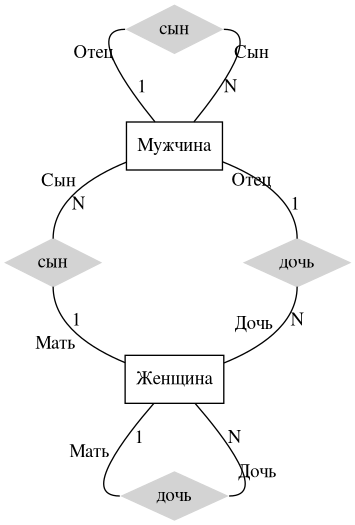 сын
Отец
Сын
1
N
Мужчина
Сын
Отец
N
1
сын
дочь
1
N
Мать
Дочь
Женщина
1
N
Мать
Дочь
дочь